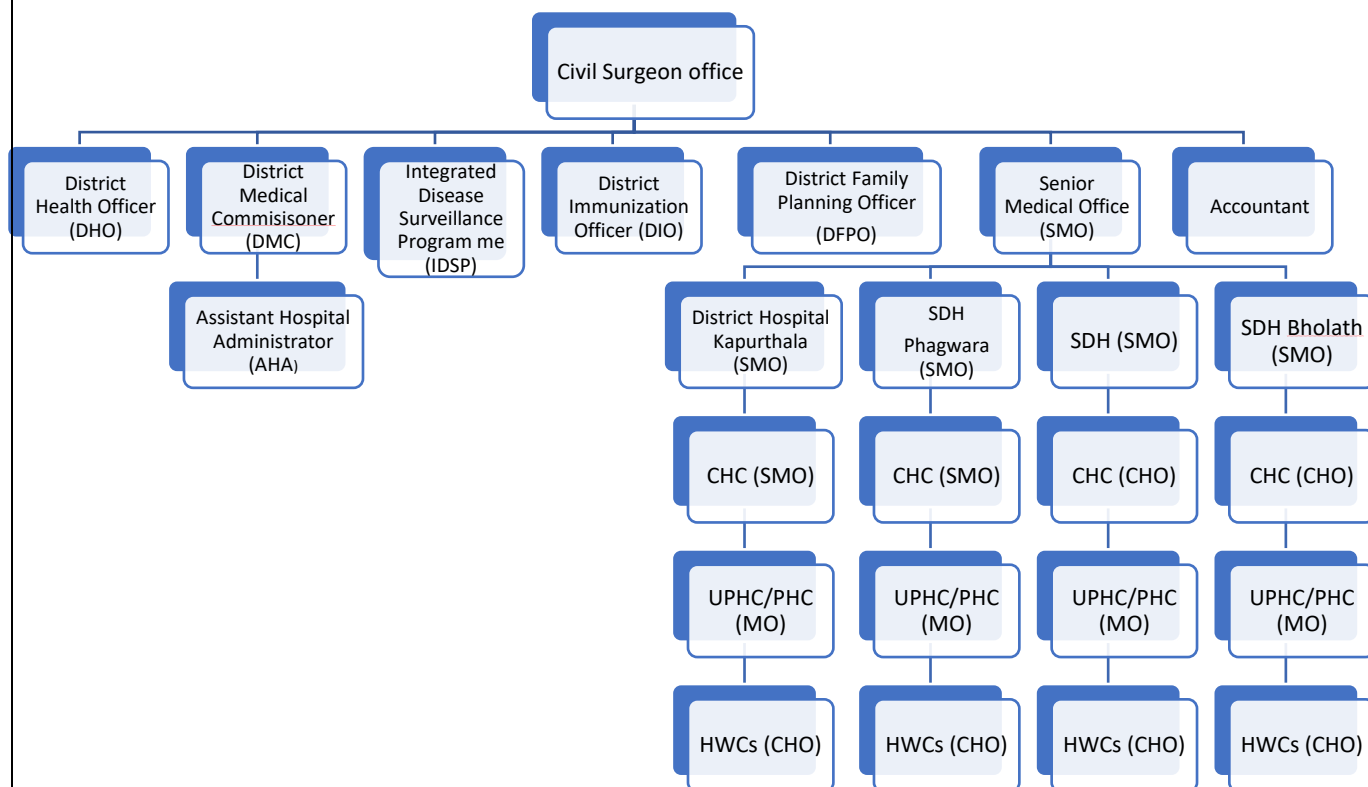 Civil Surgeon office
District
Health Officer
(DHO)
District
Medical
Commisisoner
(DMC)
Integrated
Disease
Surveillance
Program me
(IDSP)
District
Immunization
Officer (DIO)
District Family
Planning Officer
(DFPO)
Senior
Medical Office
(SMO)
Accountant
Assistant Hospital
Administrator
(AHA)
District Hospital
Kapurthala
(SMO)
SDH
Phagwara
(SMO)
SDH (SMO)
SDH Bholath
(SMO)
CHC (SMO)
CHC (SMO)
CHC (CHO)
CHC (CHO)
UPHC/PHC
(MO)
UPHC/PHC
(MO)
UPHC/PHC
(MO)
UPHC/PHC
(MO)
HWCs (CHO)
HWCs (CHO)
HWCs (CHO)
HWCs (CHO)